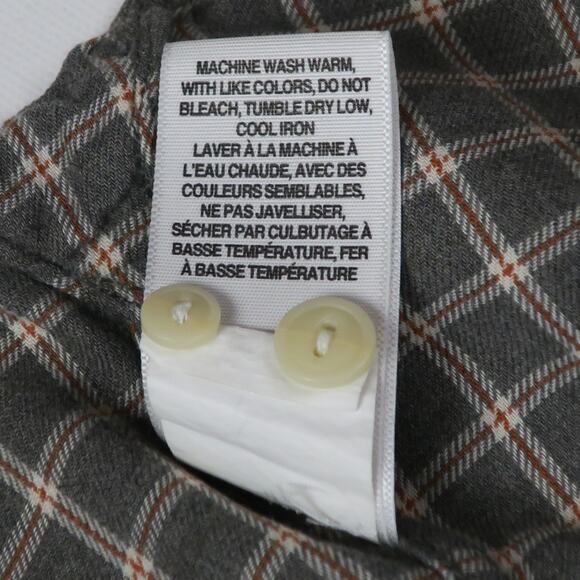 MACHINE WASH WARM,
WITH LIKE COLORS, DO NOT
BLEACH, TUMBLE DRY LOW,
COOL IRON
LAVER À LA MACHINE À
L'EAU CHAUDE, AVEC DES
COULEURS SEMBLABLES,
NE PAS JAVELLISER,
SÉCHER PAR CULBUTAGE À
BASSE TEMPÉRATURE, FER
À BASSE TEMPÉRATURE